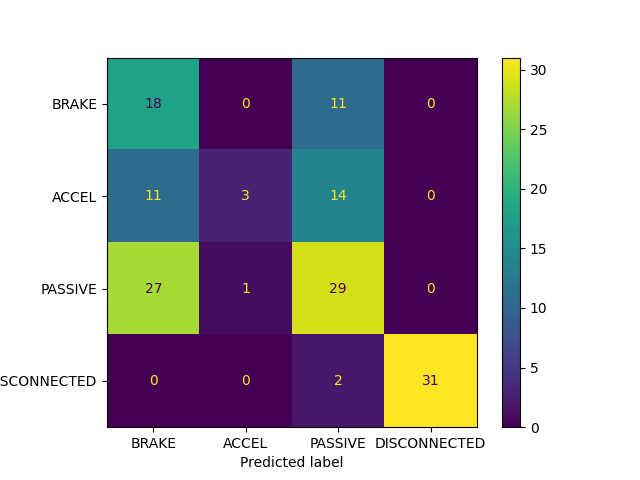 BRAKE 18 0 11 0
ACCEL 11 3 14 0
PASSIVE 27 1 29 0
SCONNECTED 0 0 2 31
BRAKE ACCEL PASSIVE DISCONNECTED
Predicted label
30
25
20
15
10
5
0